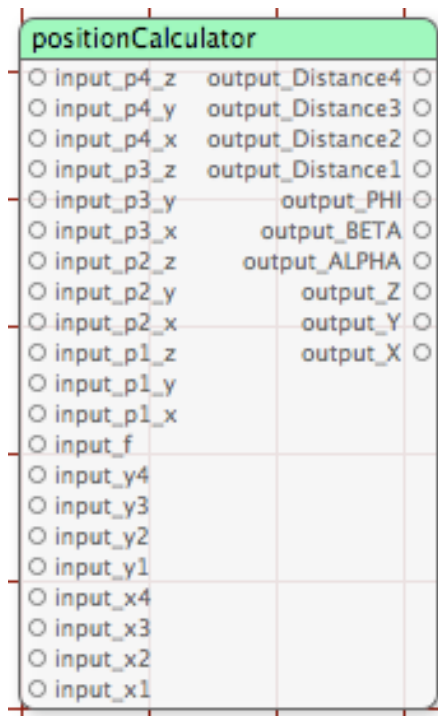 positionCalculator
input_p4_z output_Distance4
input_p4_y output_Distance3
input_p4_x output_Distance2
input_p3_z output_Distance1
input_p3_y output_PHI
input_p3_x output_BETA
input_p2_z output_ALPHA
input_p2_y output_Z
input_p2_x output_Y
input_p1_z output_X
input_p1_y
input_p1_x
input_f
input_y4
input_y3
input_y2
input_y1
input_x4
input_x3
input_x2
input_x1